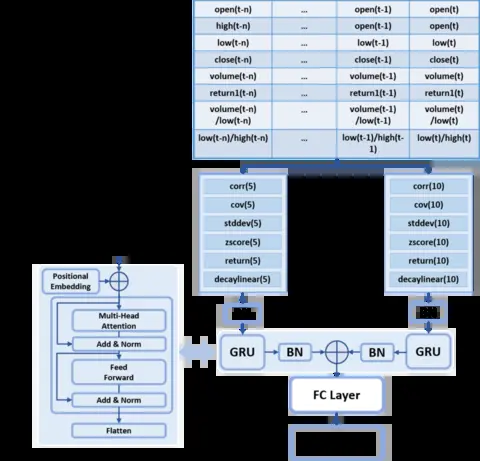 open(t-n) ... open(t-1) open(t)
high(t-n) ... open(t-1) open(t)
low(t-n) ... low(t-1) low(t)
close(t-n) ... close(t-1) close(t)
volume(t-n) ... volume(t-1) volume(t)
return1(t-n) ... return1(t-1) return1(t)
volume(t-n) ... volume(t-1) volume(t)
/low(t-n) /low(t-1) /low(t)
low(t-n)/high(t-n) ... low(t-1)/high(t- low(t)/high(t)
1)
corr(5) corr(10)
cov(5) cov(10)
stddev(5) stddev(10)
zscore(5) zscore(10)
return(5) return(10)
decaylinear(5) decaylinear(10)
Positional
Embedding
Multi-Head
Attention
Add & Norm
Feed
Forward
Add & Norm
Flatten
GRU BN BN GRU
FC Layer